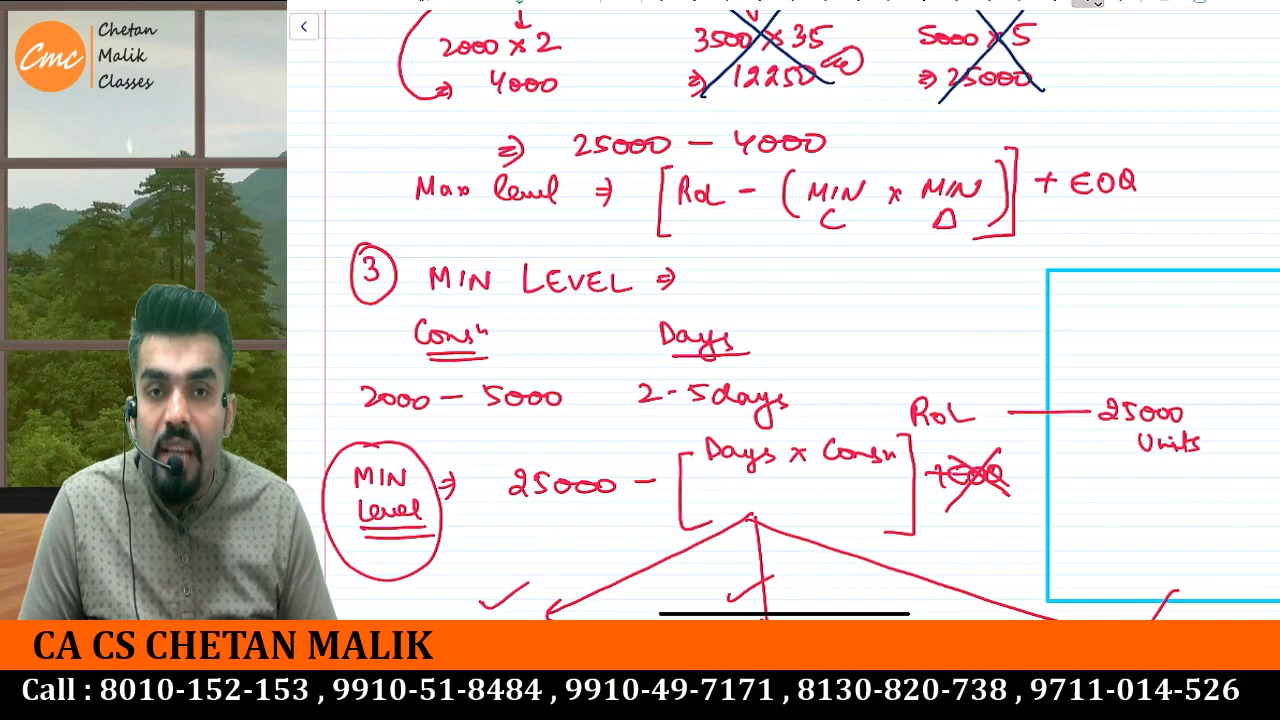 Cmc
Chetan
Malik
Classes
2000 × 2
⇒ 4000
3500 × 35
⇒ 12250
5000 × 5
⇒ 25000
⇒ 25000 – 4000
Max level ⇒ [ROL – (MIN C × MIN D)] + EOQ
③ MIN LEVEL ⇒
Consⁿ Days
2000 – 5000 2 - 5 days
ROL — 25000
Units
MIN
Level
⇒ 25000 – [Days × Consⁿ]
+EOQ
CA CS CHETAN MALIK
Call : 8010-152-153 , 9910-51-8484 , 9910-49-7171 , 8130-820-738 , 9711-014-526